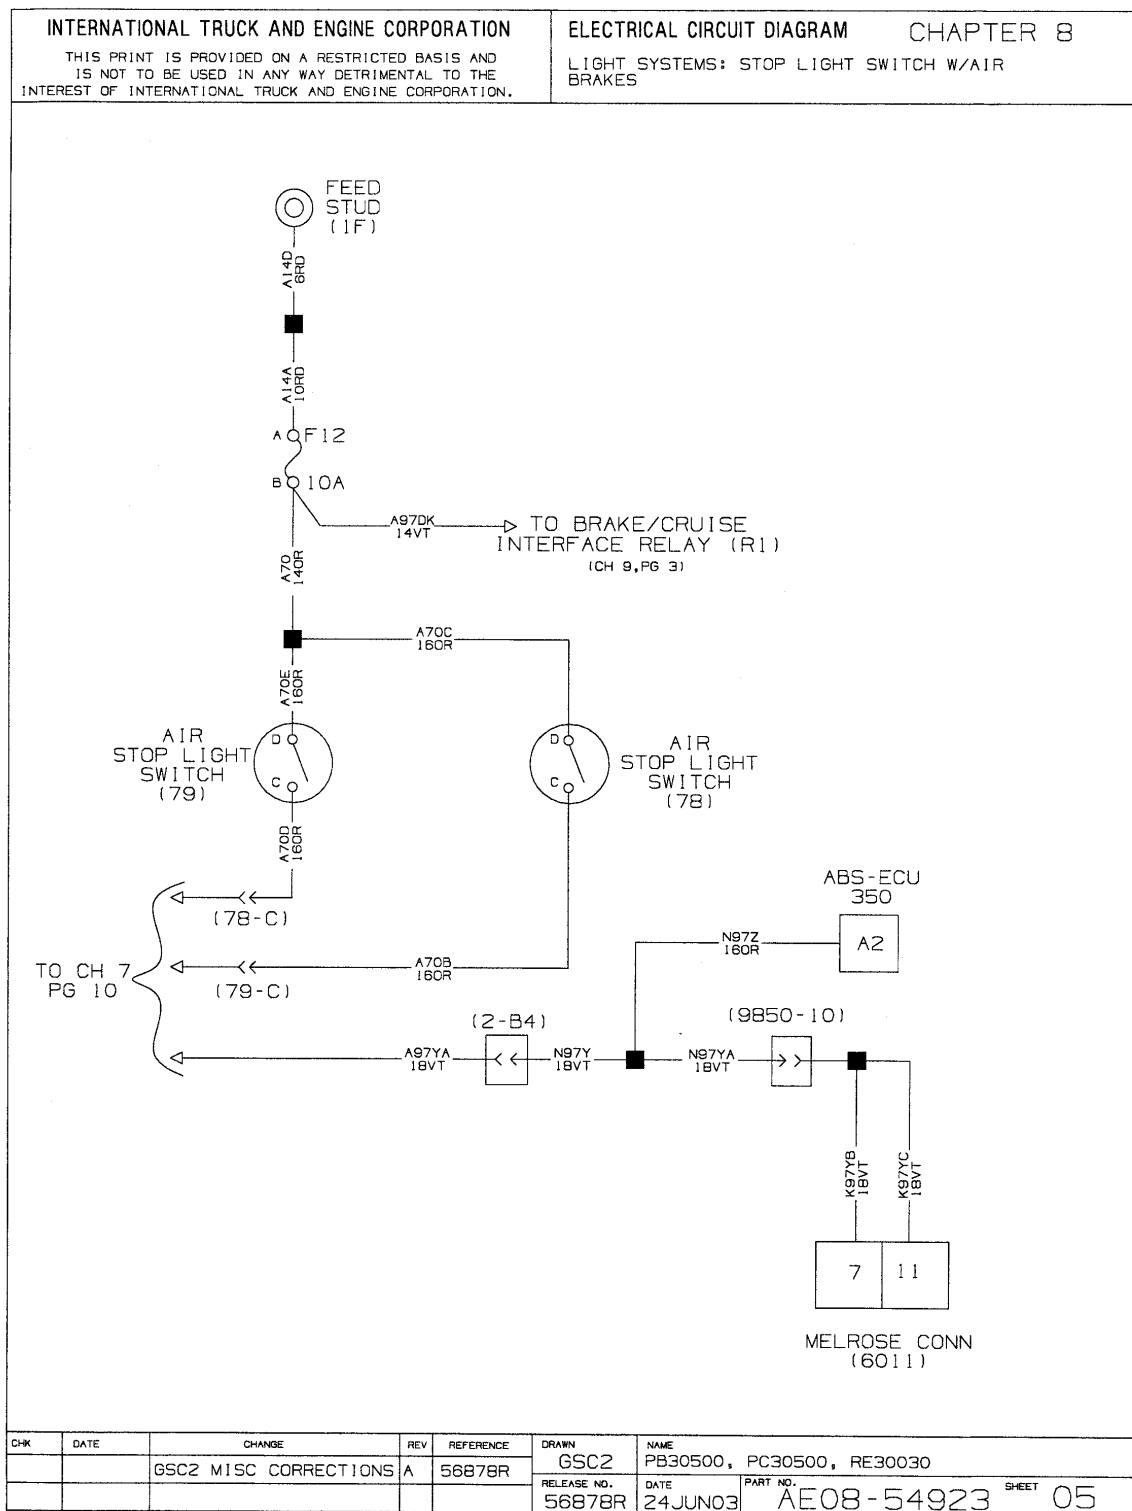 INTERNATIONAL TRUCK AND ENGINE CORPORATION
THIS PRINT IS PROVIDED ON A RESTRICTED BASIS AND
IS NOT TO BE USED IN ANY WAY DETRIMENTAL TO THE
INTEREST OF INTERNATIONAL TRUCK AND ENGINE CORPORATION.
ELECTRICAL CIRCUIT DIAGRAM CHAPTER 8
LIGHT SYSTEMS: STOP LIGHT SWITCH W/AIR
BRAKES
FEED
STUD
(1F)
A14D
6RD
A14A
10RD
A F12
B 10A
A97DK
14VT
TO BRAKE/CRUISE
INTERFACE RELAY (R1)
(CH 9,PG 3)
A70
14OR
A70C
16OR
A70E
16OR
AIR
STOP LIGHT
SWITCH
(79)
D
C
D
C
AIR
STOP LIGHT
SWITCH
(78)
A70D
16OR
(78-C)
ABS-ECU
350
A2
N97Z
16OR
TO CH 7
PG 10
A70B
16OR
(79-C)
(2-B4)
(9850-10)
A97YA
18VT
N97Y
18VT
N97YA
18VT
K97YB
18VT
K97YC
18VT
7 11
MELROSE CONN
(6011)
CHK DATE CHANGE REV REFERENCE
GSC2 MISC CORRECTIONS A 56878R
DRAWN
GSC2
NAME
PB30500, PC30500, RE30030
RELEASE NO.
56878R
DATE
24JUN03
PART NO.
AE08-54923
SHEET 05